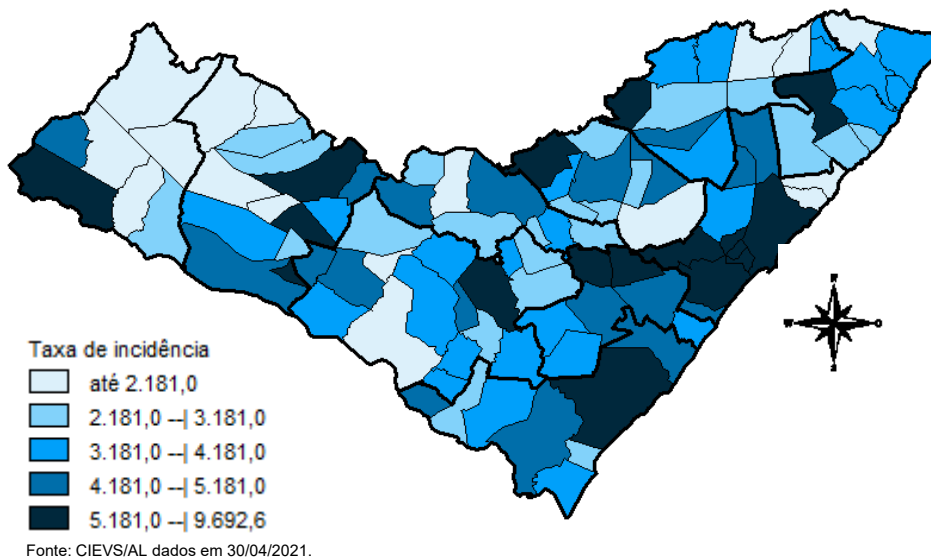 Taxa de incidência
até 2.181,0
2.181,0 --| 3.181,0
3.181,0 --| 4.181,0
4.181,0 --| 5.181,0
5.181,0 --| 9.692,6
Fonte: CIEVS/AL dados em 30/04/2021.